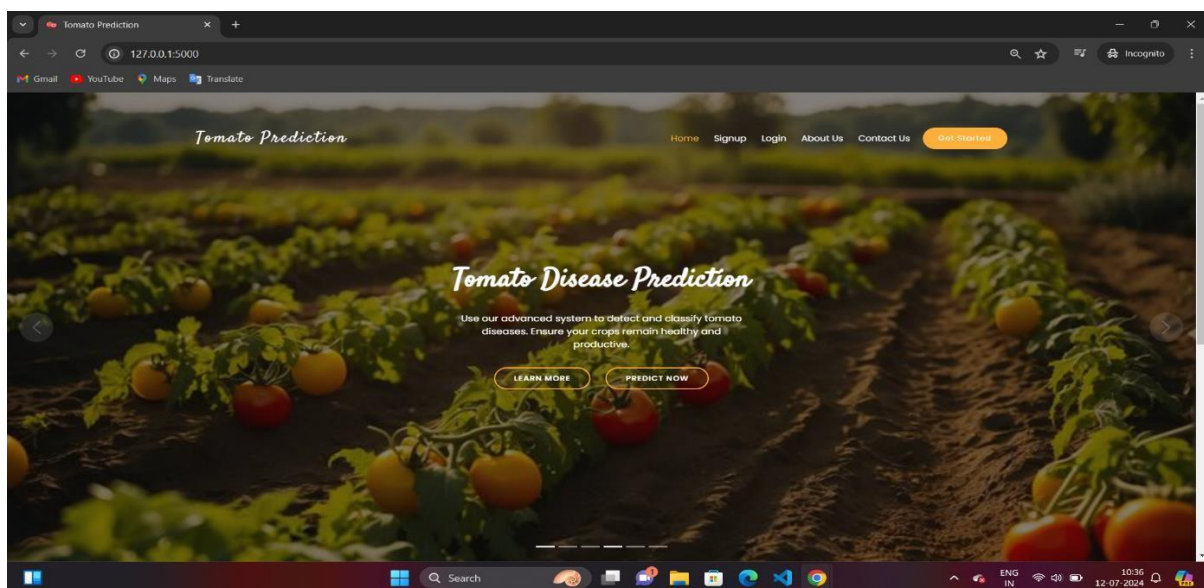 Tomato Prediction
127.0.0.1:5000
Incognito
Gmail YouTube Maps Translate
Tomato Prediction
Home Signup Login About Us Contact Us Get Started
Tomato Disease Prediction
Use our advanced system to detect and classify tomato
diseases. Ensure your crops remain healthy and
productive.
LEARN MORE PREDICT NOW
Search
ENG
IN
10:36
12-07-2024